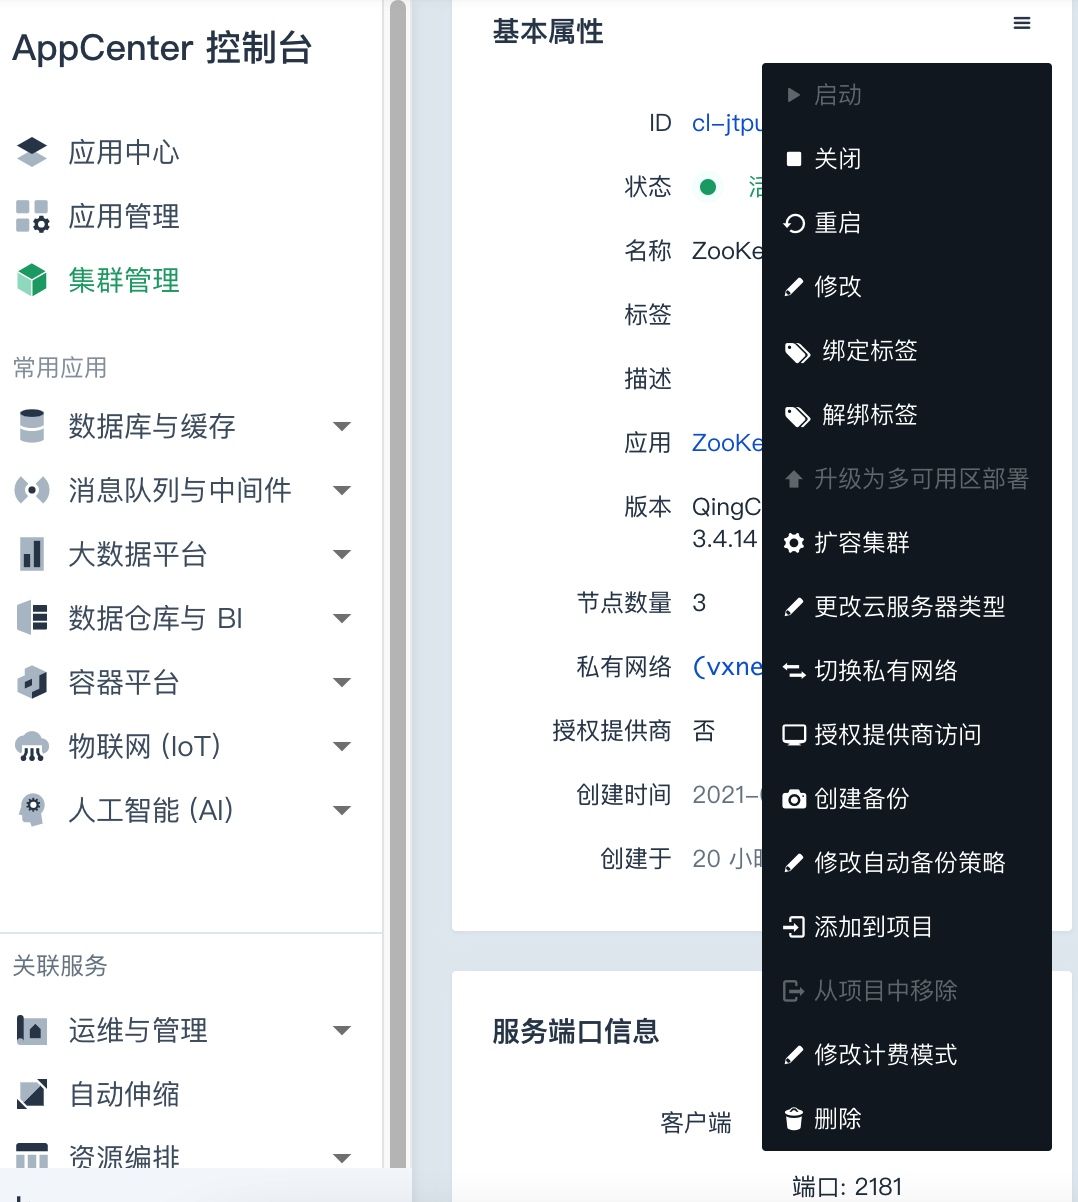 AppCenter 控制台
应用中心
应用管理
集群管理
常用应用
数据库与缓存
消息队列与中间件
大数据平台
数据仓库与 BI
容器平台
物联网 (IoT)
人工智能 (AI)
关联服务
运维与管理
自动伸缩
资源编排
基本属性
ID cl-jtpu
状态 活
名称 ZooKe
标签
描述
应用 ZooKe
版本 QingC
3.4.14
节点数量 3
私有网络 (vxne
授权提供商 否
创建时间 2021-
创建于 20 小时
启动
关闭
重启
修改
绑定标签
解绑标签
升级为多可用区部署
扩容集群
更改云服务器类型
切换私有网络
授权提供商访问
创建备份
修改自动备份策略
添加到项目
从项目中移除
修改计费模式
删除
服务端口信息
客户端
端口: 2181